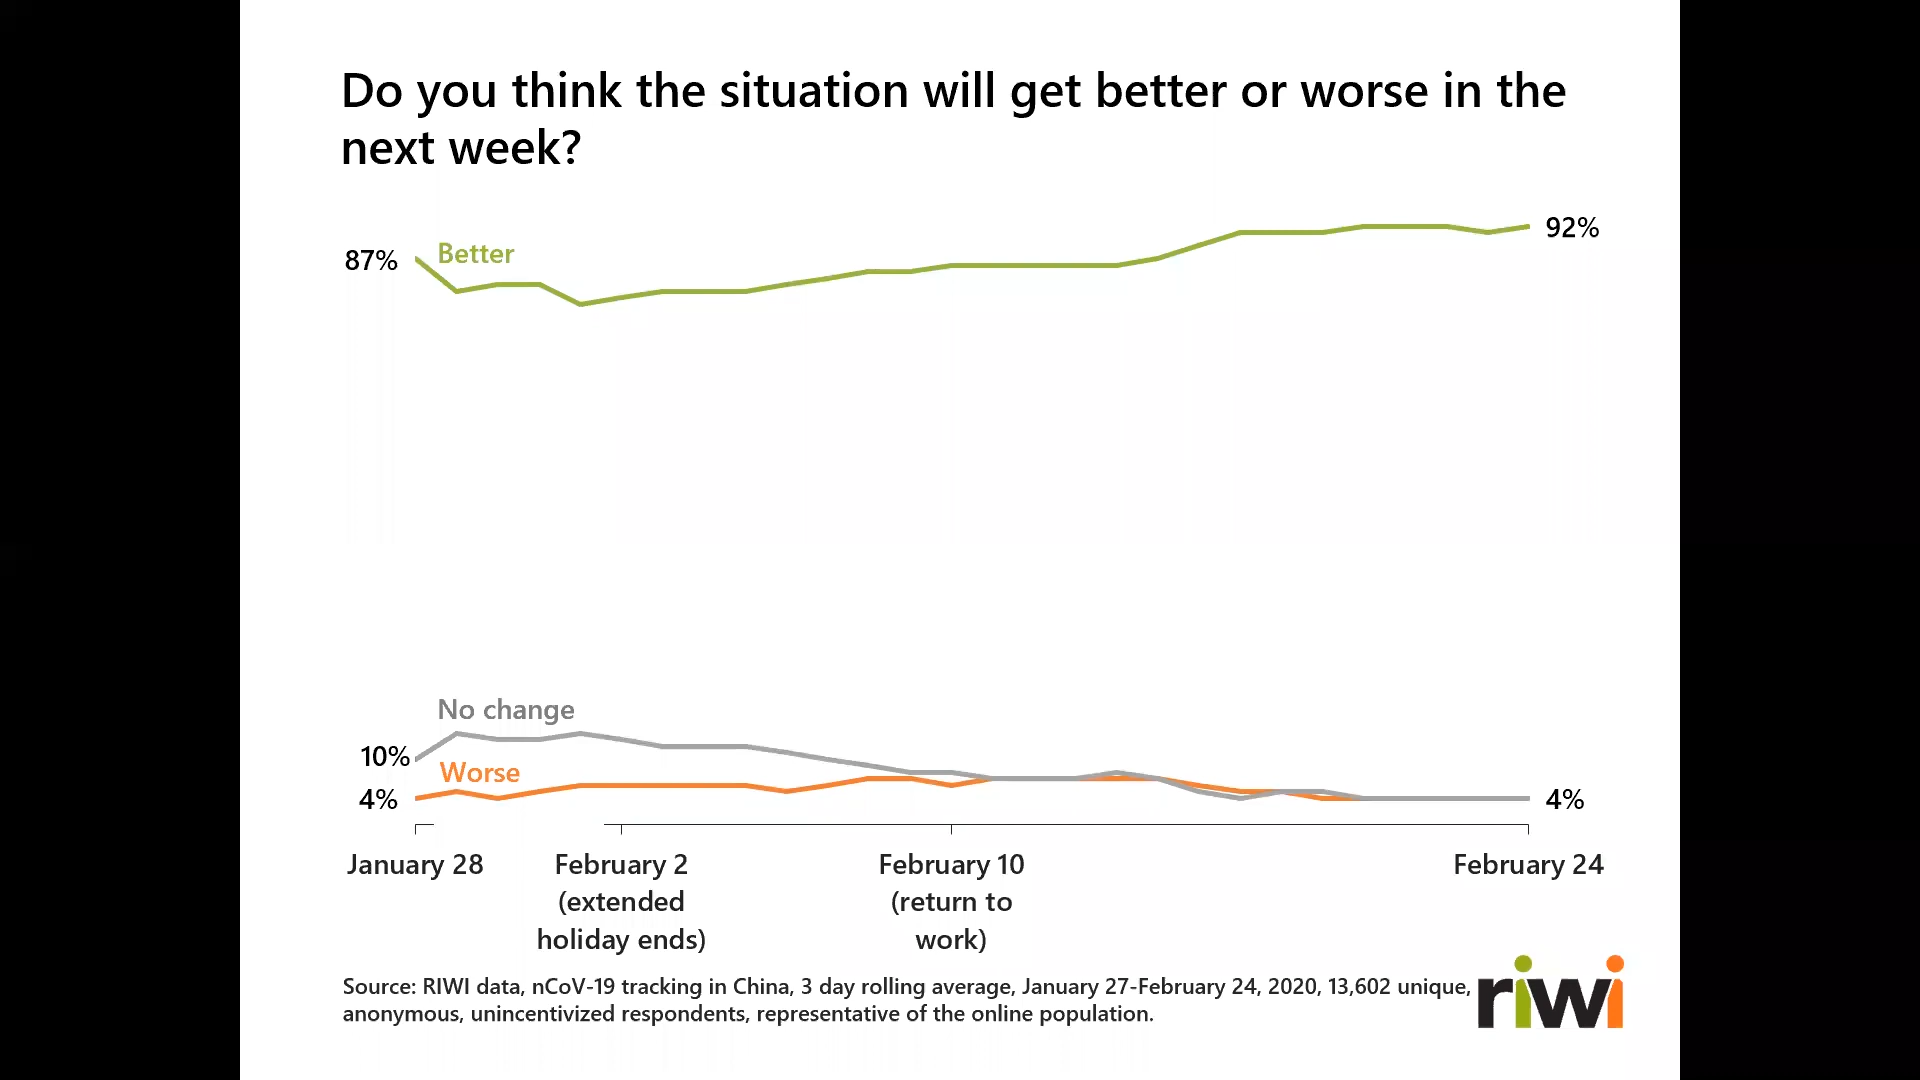 Do you think the situation will get better or worse in the
next week?
87%
Better
92%
No change
10%
Worse
4%
4%
January 28
February 2
(extended
holiday ends)
February 10
(return to
work)
February 24
Source: RIWI data, nCoV-19 tracking in China, 3 day rolling average, January 27-February 24, 2020, 13,602 unique,
anonymous, unincentivized respondents, representative of the online population.
riwi